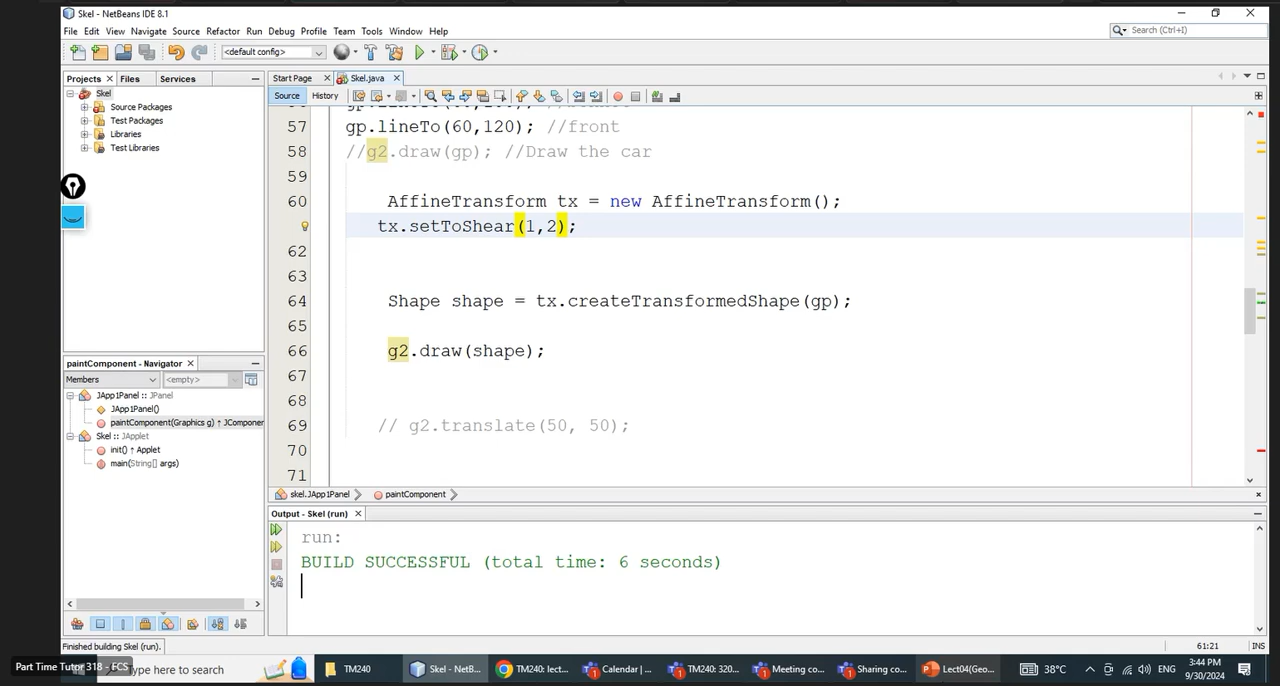 Skel - NetBeans IDE 8.1
File Edit View Navigate Source Refactor Run Debug Profile Team Tools Window Help
Search (Ctrl+I)
<default config>
Projects Files Services
Start Page Skel.java
Source History
Skel
Source Packages
Test Packages
Libraries
Test Libraries
57 gp.lineTo(60,120); //front
58 //g2.draw(gp); //Draw the car
59
60 AffineTransform tx = new AffineTransform();
tx.setToShear(1,2);
62
63
64 Shape shape = tx.createTransformedShape(gp);
65
66 g2.draw(shape);
67
68
69 // g2.translate(50, 50);
70
71
paintComponent - Navigator
Members <empty>
JApp1Panel :: JPanel
JApp1Panel()
paintComponent(Graphics g) ↑ JComponen
Skel :: JApplet
init() ↑ Applet
main(String[] args)
skel.JApp1Panel paintComponent
Output - Skel (run)
run:
BUILD SUCCESSFUL (total time: 6 seconds)
Finished building Skel (run).
61:21 INS
Part Time Tutor 318 - FCS
Type here to search
TM240
Skel - NetB...
TM240: lect...
Calendar | ...
TM240: 320...
Meeting co...
Sharing co...
Lect04(Geo...
38°C
ENG
3:44 PM
9/30/2024